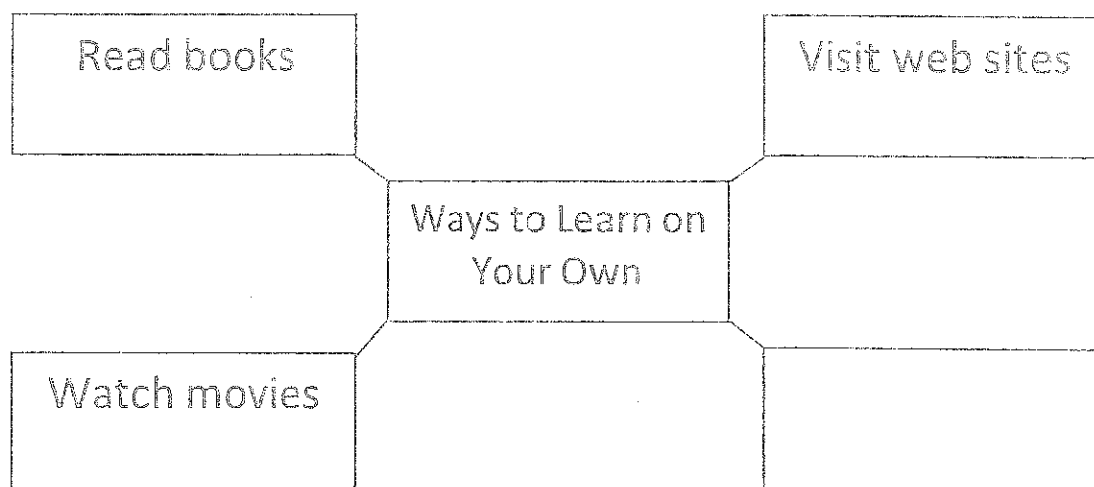 Read books
Visit web sites
Ways to Learn on
Your Own
Watch movies